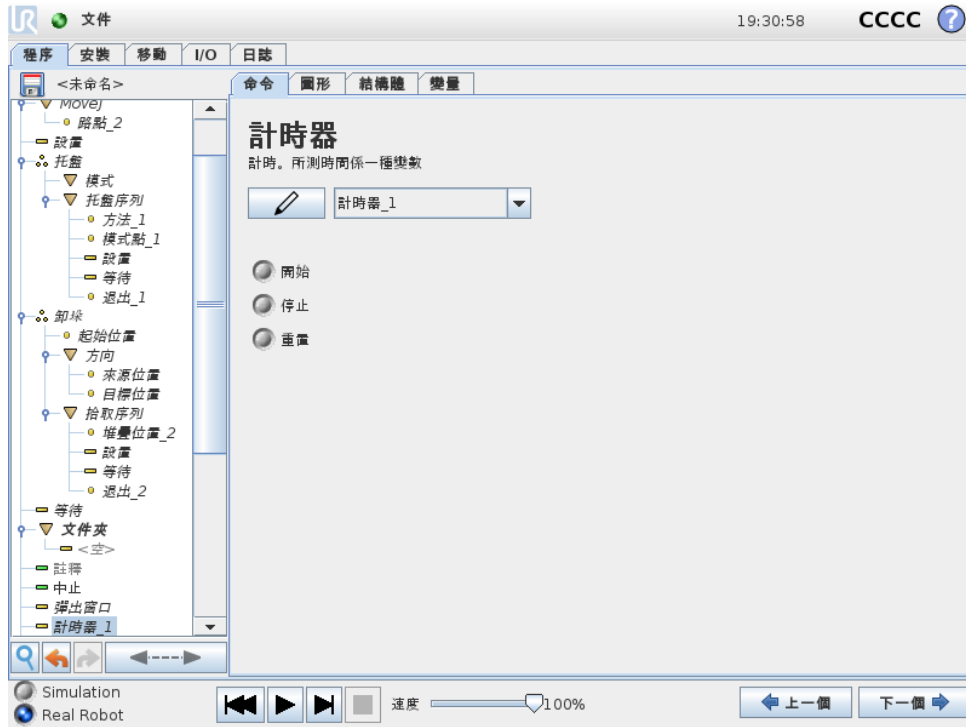 UR 文件 19:30:58 CCCC ?
程序 安裝 移動 I/O 日誌
<未命名>
命令 圖形 結構體 變量
MoveJ
路點_2
設置
托盤
模式
托盤序列
方法_1
模式點_1
設置
等待
退出_1
卸垛
起始位置
方向
來源位置
目標位置
拾取序列
堆疊位置_2
設置
等待
退出_2
等待
文件夾
<空>
註釋
中止
彈出窗口
計時器_1
計時器
計時。所測時間係一種變數
計時器_1
開始
停止
重置
Simulation
Real Robot
速度 100%
上一個 下一個